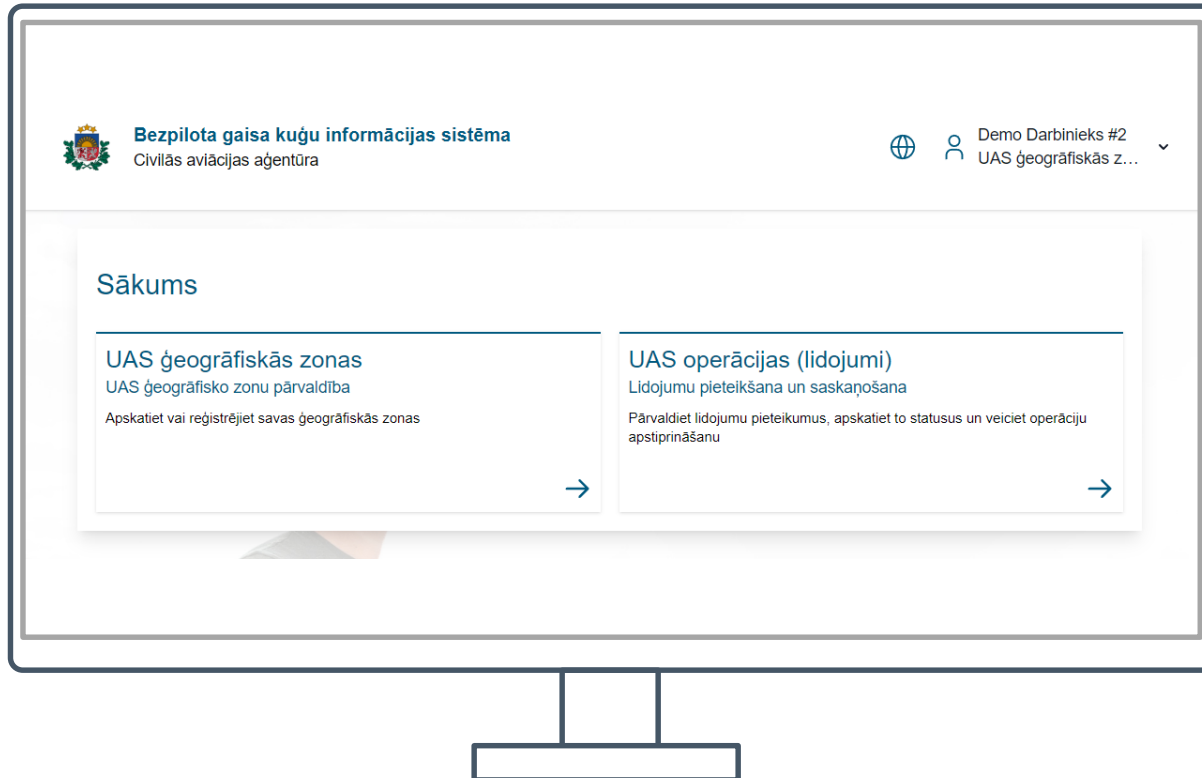 Bezpilota gaisa kuģu informācijas sistēma
Civilās aviācijas aģentūra
Demo Darbinieks #2
UAS ģeogrāfiskās z...
Sākums
UAS ģeogrāfiskās zonas
UAS ģeogrāfisko zonu pārvaldība
Apskatiet vai reģistrējiet savas ģeogrāfiskās zonas
UAS operācijas (lidojumi)
Lidojumu pieteikšana un saskaņošana
Pārvaldiet lidojumu pieteikumus, apskatiet to statusus un veiciet operāciju
apstiprināšanu